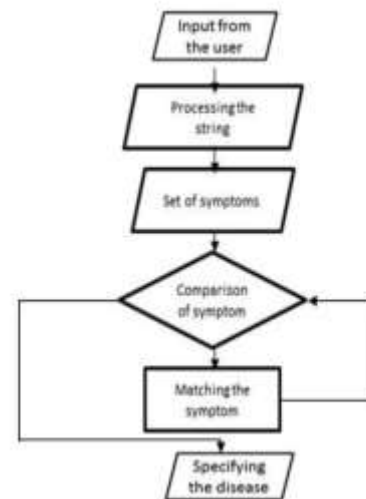 Input from
the user
Processing the
string
Set of symptoms
Comparison
of symptom
Matching the
symptom
Specifying
the disease